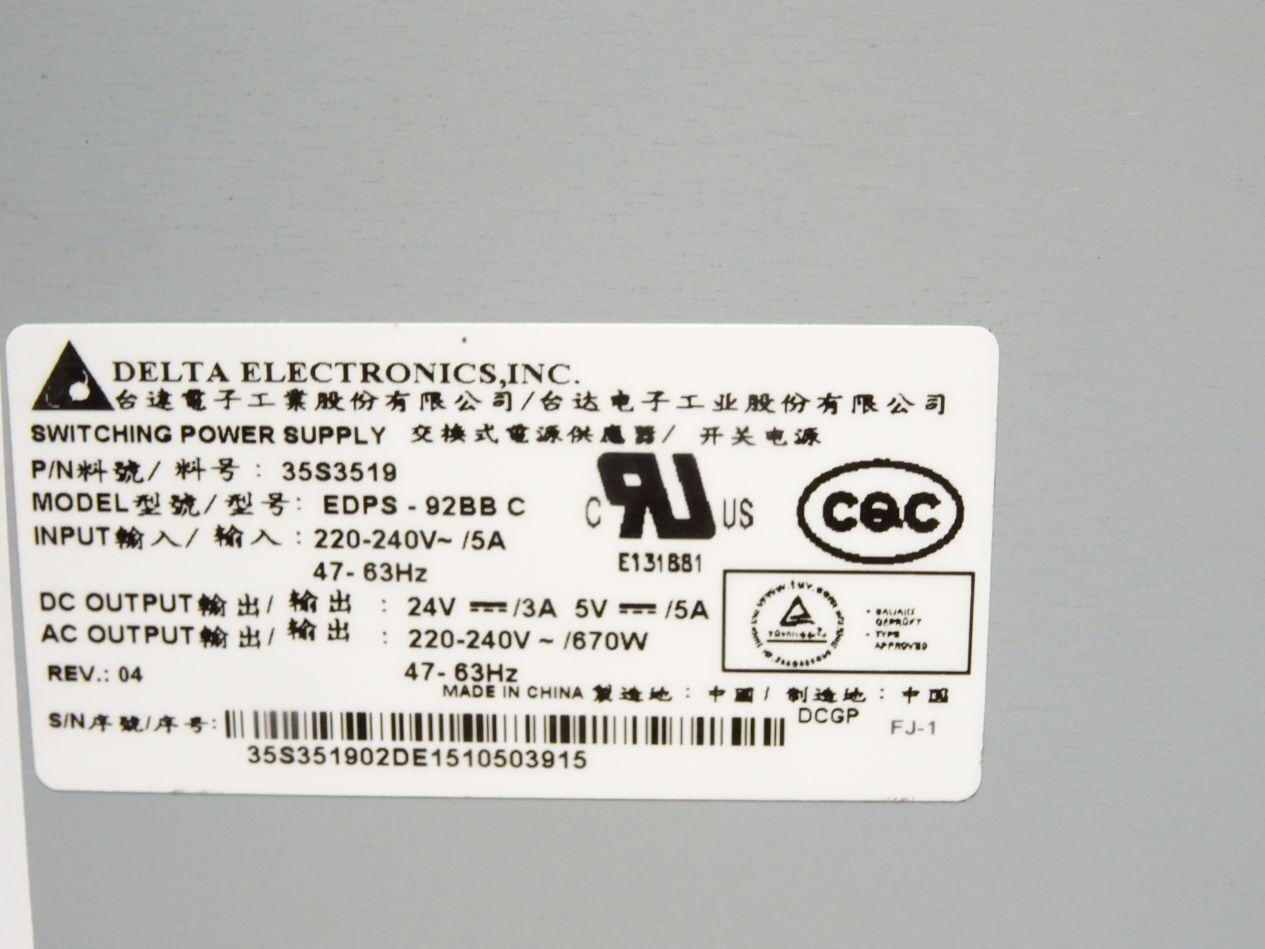 DELTA ELECTRONICS,INC.
台達電子工業股份有限公司/台达电子工业股份有限公司
SWITCHING POWER SUPPLY 交換式電源供應器/ 开关电源
P/N料號/ 料号 : 35S3519
MODEL型號/型号: EDPS - 92BB C
INPUT輸入/ 输入 : 220-240V~ /5A
47- 63Hz
C US
E131881
CQC
DC OUTPUT輸出/ 输出 : 24V ⎓/3A 5V ⎓/5A
AC OUTPUT輸出/ 输出 : 220-240V ~ /670W
47- 63Hz
www.tuv.com
TYPE
APPROVED
REV.: 04
MADE IN CHINA 製造地 : 中國/ 制造地 : 中国
S/N序號/序号:
DCGP FJ-1
35S351902DE1510503915